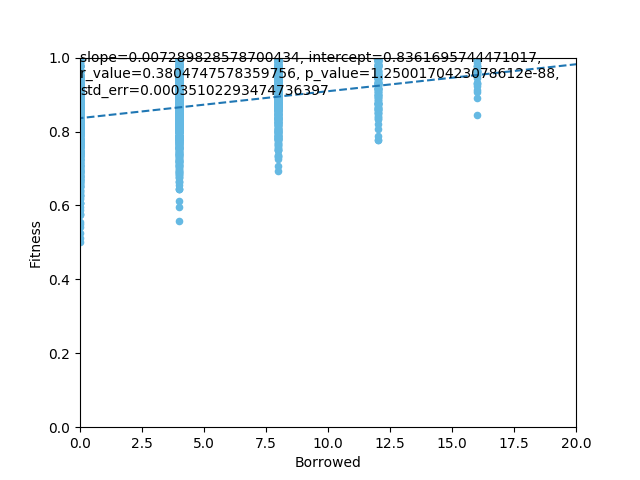 slope=0.007289828578700434, intercept=0.8361695744471017,
r_value=0.3804747578359756, p_value=1.2500170423078612e-88,
std_err=0.00035102293474736397
1.0
0.8
0.6
0.4
0.2
0.0
Fitness
0.0 2.5 5.0 7.5 10.0 12.5 15.0 17.5 20.0
Borrowed